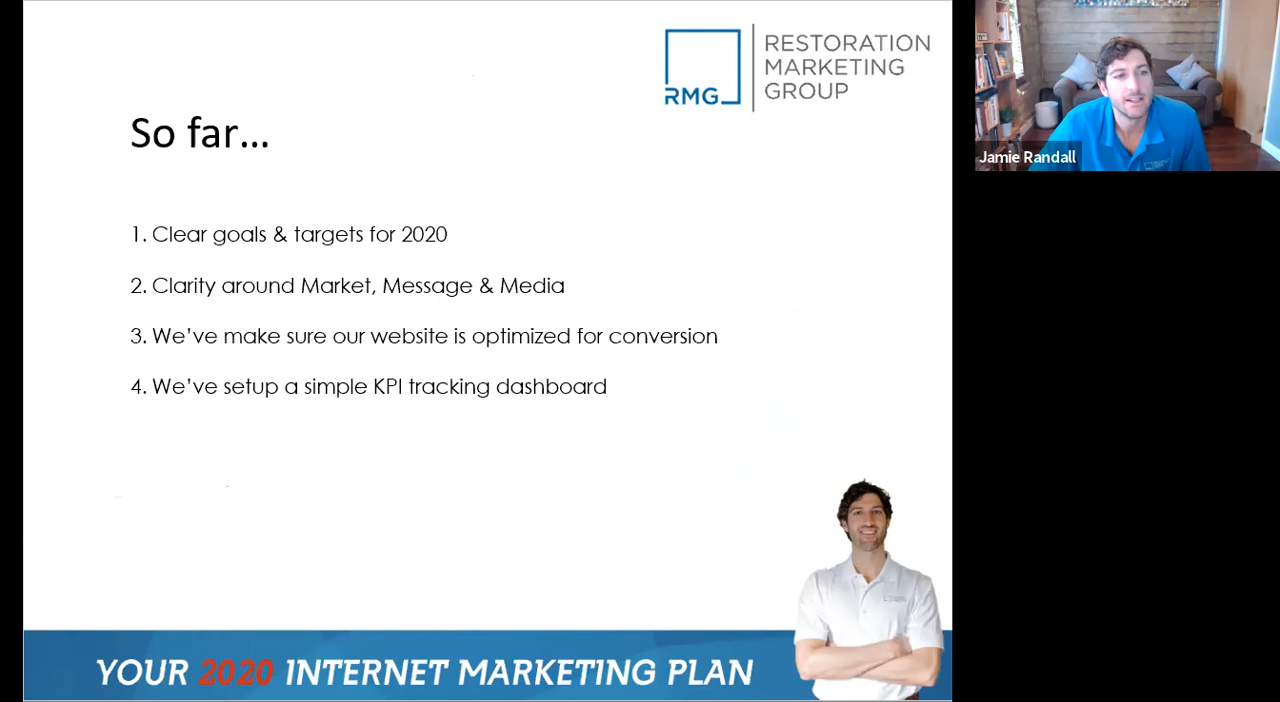 RESTORATION
MARKETING
GROUP
RMG
Jamie Randall
So far...
1. Clear goals & targets for 2020
2. Clarity around Market, Message & Media
3. We've make sure our website is optimized for conversion
4. We've setup a simple KPI tracking dashboard
YOUR 2020 INTERNET MARKETING PLAN